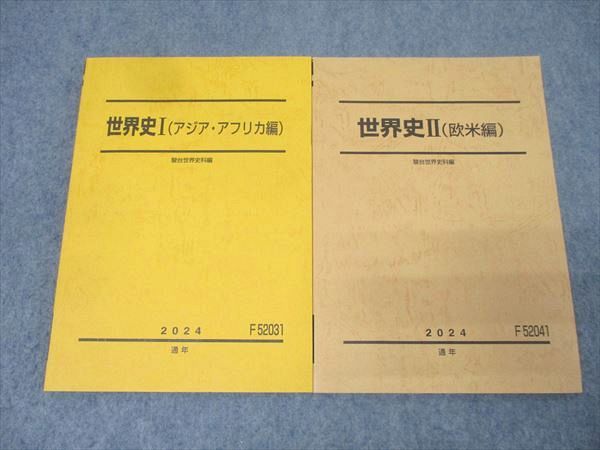 世界史Ⅰ(アジア・アフリカ編)
駿台世界史科編
2024 F52031
通年
世界史Ⅱ(欧米編)
駿台世界史科編
2024 F52041
通年